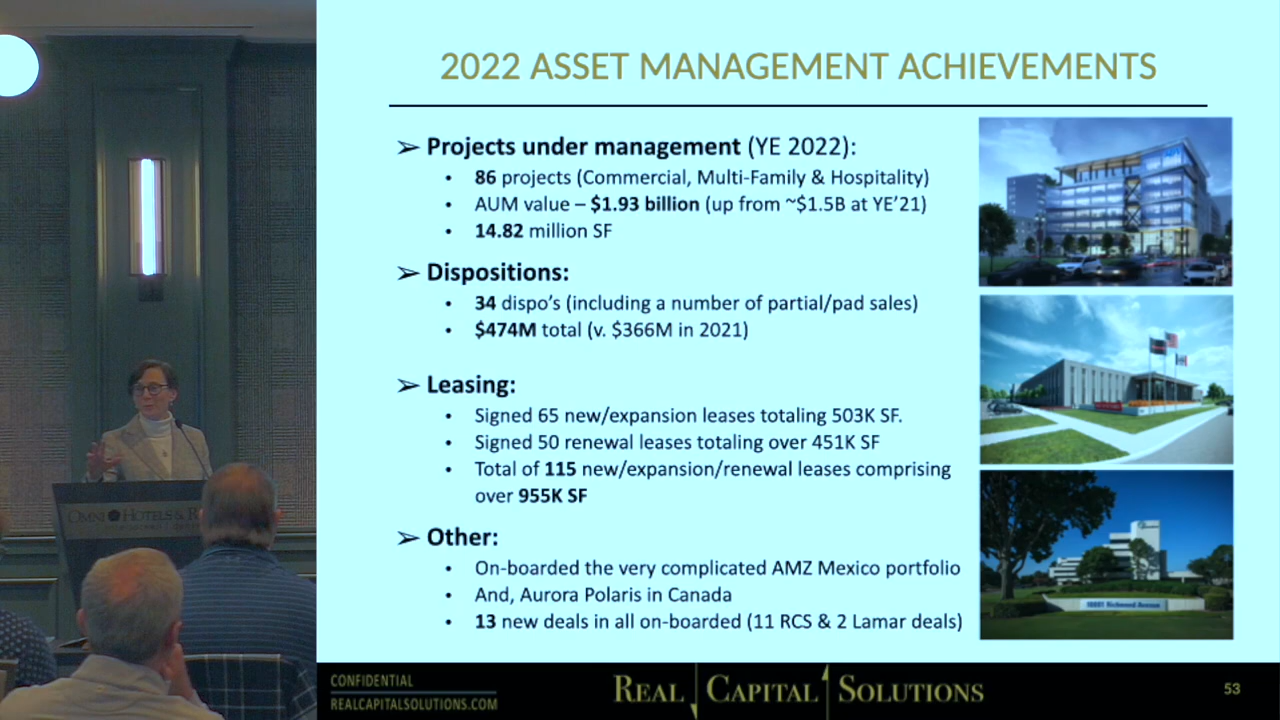 2022 ASSET MANAGEMENT ACHIEVEMENTS
➢ Projects under management (YE 2022):
• 86 projects (Commercial, Multi-Family & Hospitality)
• AUM value – $1.93 billion (up from ~$1.5B at YE'21)
• 14.82 million SF
➢ Dispositions:
• 34 dispo's (including a number of partial/pad sales)
• $474M total (v. $366M in 2021)
➢ Leasing:
• Signed 65 new/expansion leases totaling 503K SF.
• Signed 50 renewal leases totaling over 451K SF
• Total of 115 new/expansion/renewal leases comprising
over 955K SF
➢ Other:
• On-boarded the very complicated AMZ Mexico portfolio
• And, Aurora Polaris in Canada
• 13 new deals in all on-boarded (11 RCS & 2 Lamar deals)
OMNI HOTELS & R
Richmond Avenue
CONFIDENTIAL
REALCAPITALSOLUTIONS.COM
REAL CAPITAL SOLUTIONS
53